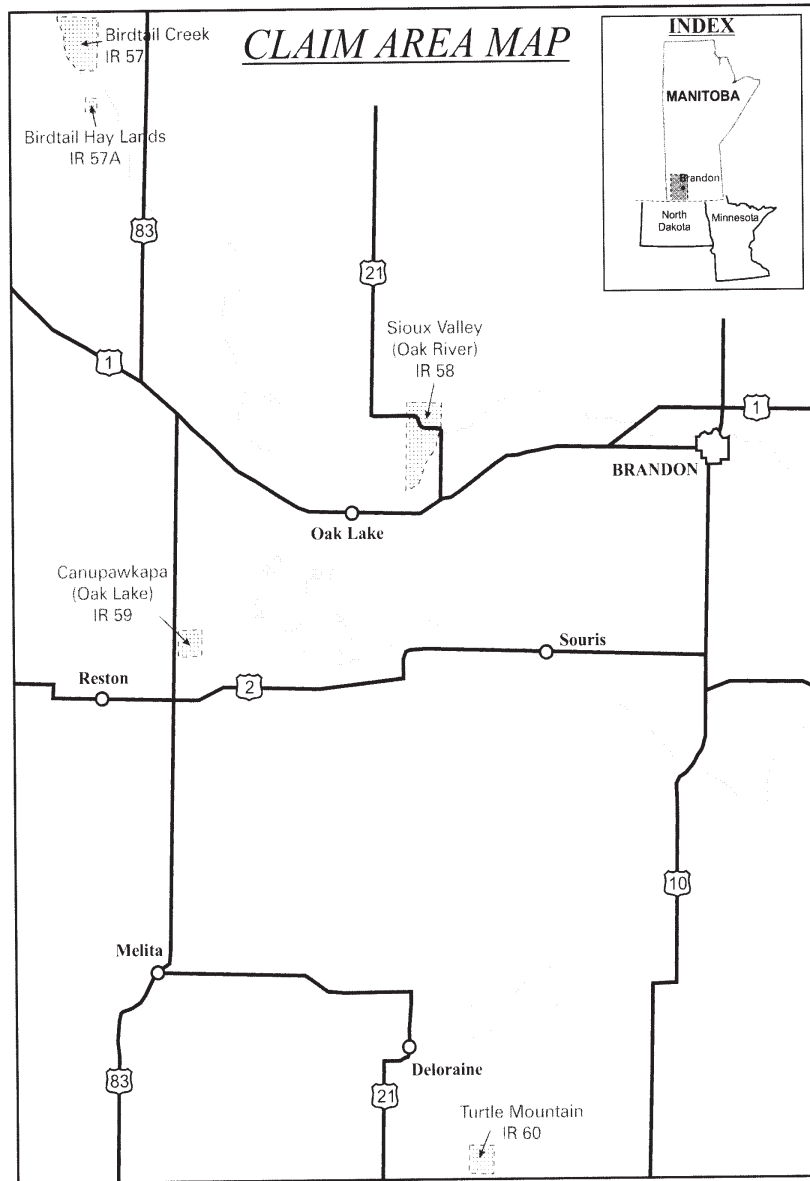 CLAIM AREA MAP
Birdtail Creek
IR 57
Birdtail Hay Lands
IR 57A
INDEX
MANITOBA
Brandon
North
Dakota
Minnesota
83
21
1
Sioux Valley
(Oak River)
IR 58
1
BRANDON
Oak Lake
Canupawkapa
(Oak Lake)
IR 59
Souris
Reston
2
10
Melita
Deloraine
83
21
Turtle Mountain
IR 60